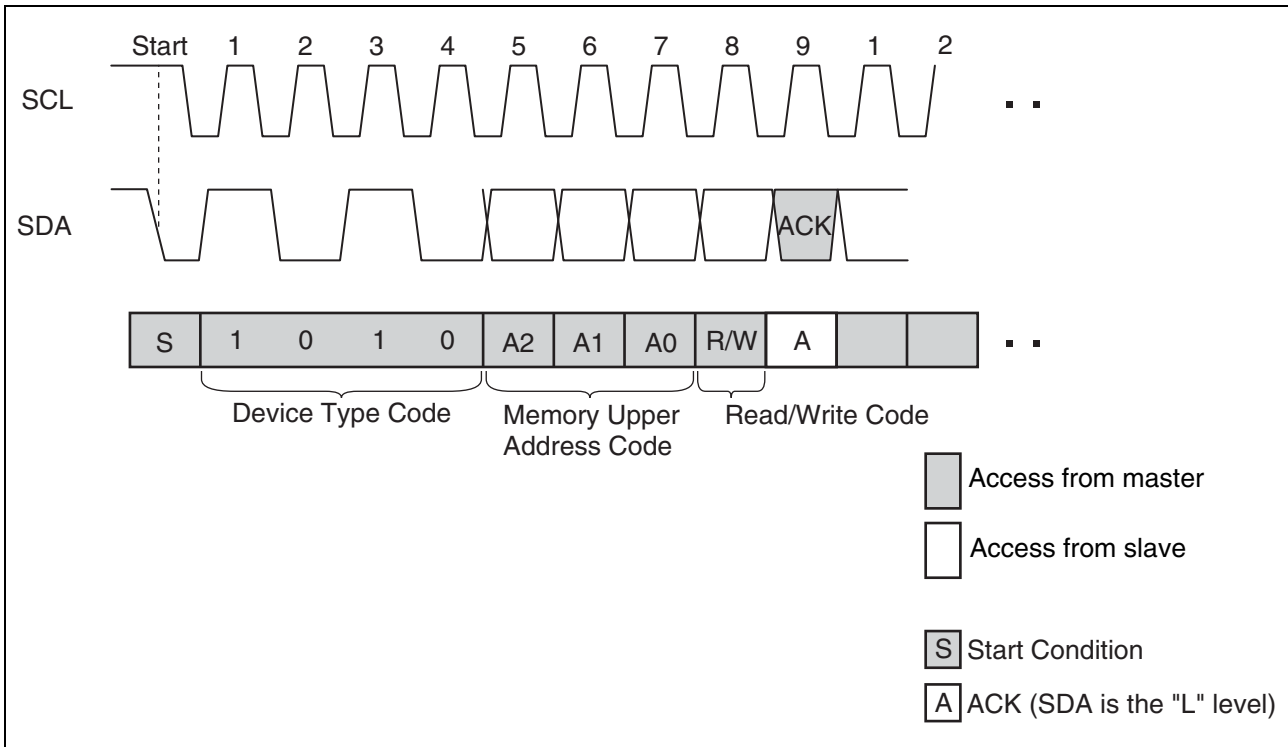 Start 1 2 3 4 5 6 7 8 9 1 2
SCL
SDA
ACK
S 1 0 1 0 A2 A1 A0 R/W A
Device Type Code
Memory Upper
Address Code
Read/Write Code
Access from master
Access from slave
S Start Condition
A ACK (SDA is the "L" level)